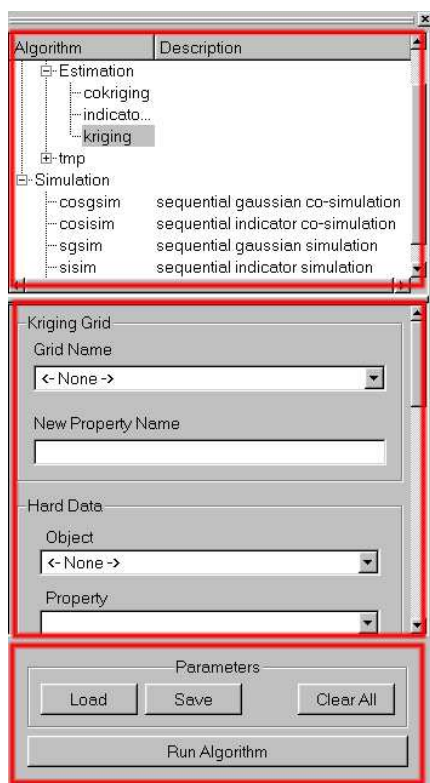 Algorithm Description
Estimation
cokriging
indicato...
kriging
tmp
Simulation
cosgsim sequential gaussian co-simulation
cosisim sequential indicator co-simulation
sgsim sequential gaussian simulation
sisim sequential indicator simulation
Kriging Grid
Grid Name
<- None ->
New Property Name
Hard Data
Object
<- None ->
Property
Parameters
Load Save Clear All
Run Algorithm